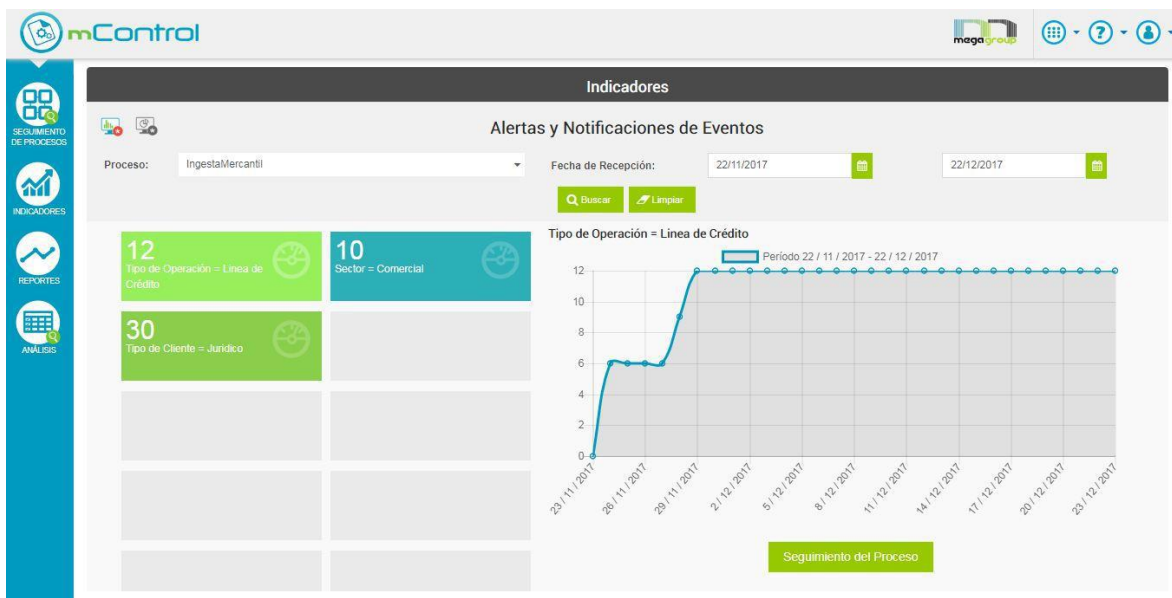 mControl
megagroup
SEGUIMIENTO
DE PROCESOS
INDICADORES
REPORTES
ANÁLISIS
Indicadores
Alertas y Notificaciones de Eventos
Proceso: IngestaMercantil Fecha de Recepción: 22/11/2017 22/12/2017
Buscar Limpiar
12
Tipo de Operación = Linea de
Crédito
10
Sector = Comercial
30
Tipo de Cliente = Juridico
Tipo de Operación = Linea de Crédito
Período 22 / 11 / 2017 - 22 / 12 / 2017
12
10
8
6
4
2
0
23 / 11 / 2017
26 / 11 / 2017
29 / 11 / 2017
2 / 12 / 2017
5 / 12 / 2017
8 / 12 / 2017
11 / 12 / 2017
14 / 12 / 2017
17 / 12 / 2017
20 / 12 / 2017
23 / 12 / 2017
Seguimiento del Proceso